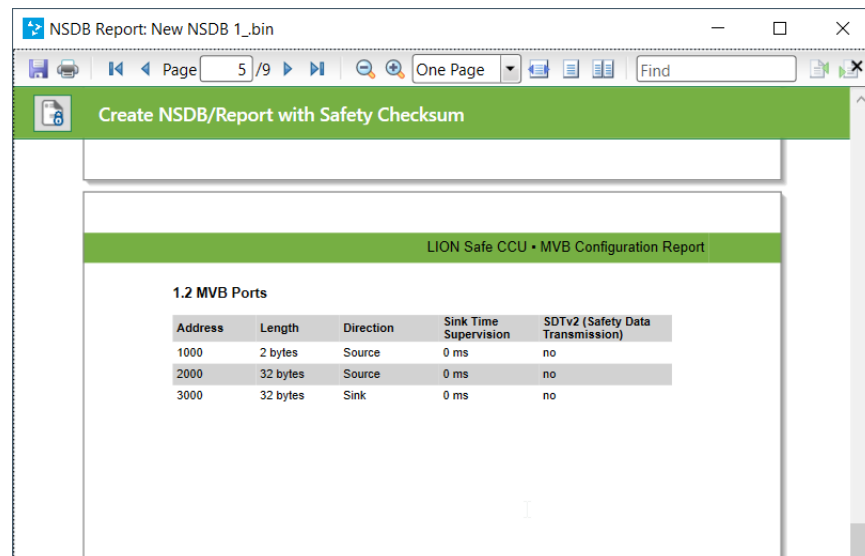 NSDB Report: New NSDB 1_.bin
Page 5 /9 One Page Find
Create NSDB/Report with Safety Checksum
LION Safe CCU • MVB Configuration Report
1.2 MVB Ports
Address Length Direction Sink Time Supervision SDTv2 (Safety Data Transmission)
1000 2 bytes Source 0 ms no
2000 32 bytes Source 0 ms no
3000 32 bytes Sink 0 ms no